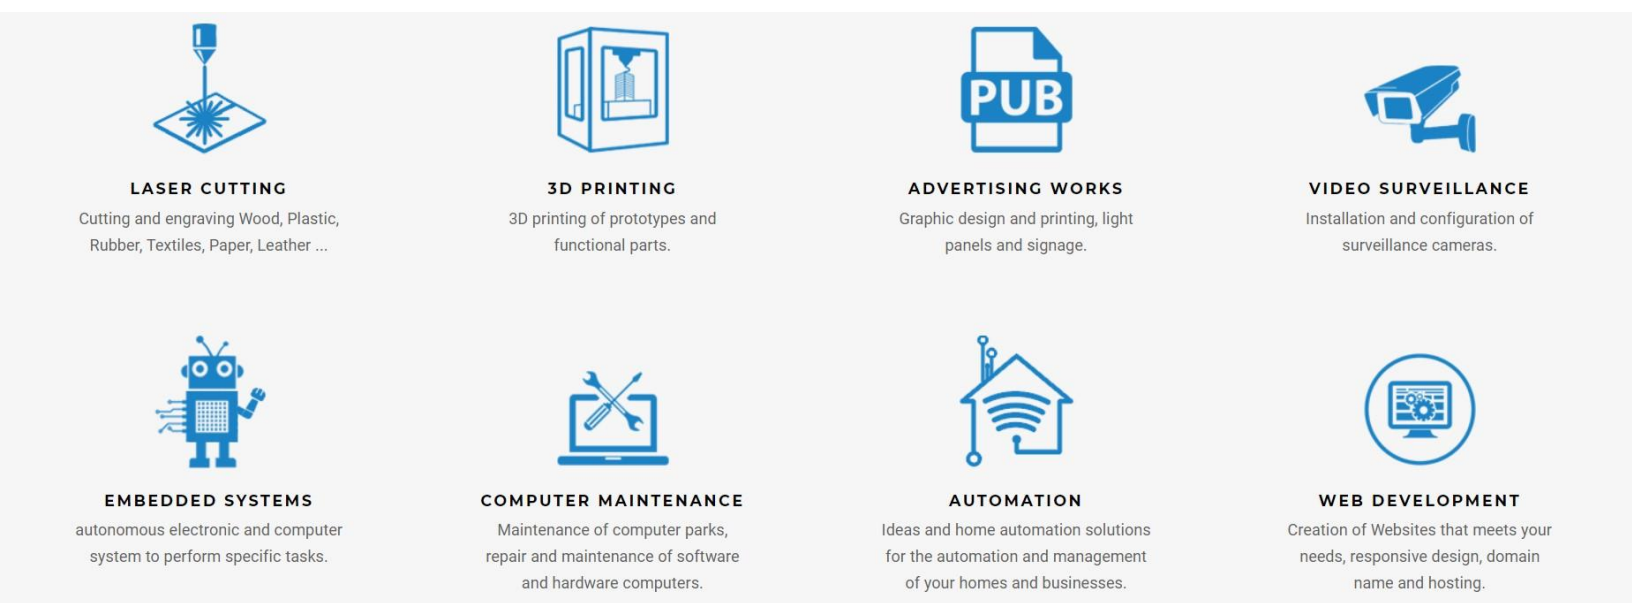 PUB
LASER CUTTING
Cutting and engraving Wood, Plastic,
Rubber, Textiles, Paper, Leather ...
3D PRINTING
3D printing of prototypes and
functional parts.
ADVERTISING WORKS
Graphic design and printing, light
panels and signage.
VIDEO SURVEILLANCE
Installation and configuration of
surveillance cameras.
EMBEDDED SYSTEMS
autonomous electronic and computer
system to perform specific tasks.
COMPUTER MAINTENANCE
Maintenance of computer parks,
repair and maintenance of software
and hardware computers.
AUTOMATION
Ideas and home automation solutions
for the automation and management
of your homes and businesses.
WEB DEVELOPMENT
Creation of Websites that meets your
needs, responsive design, domain
name and hosting.